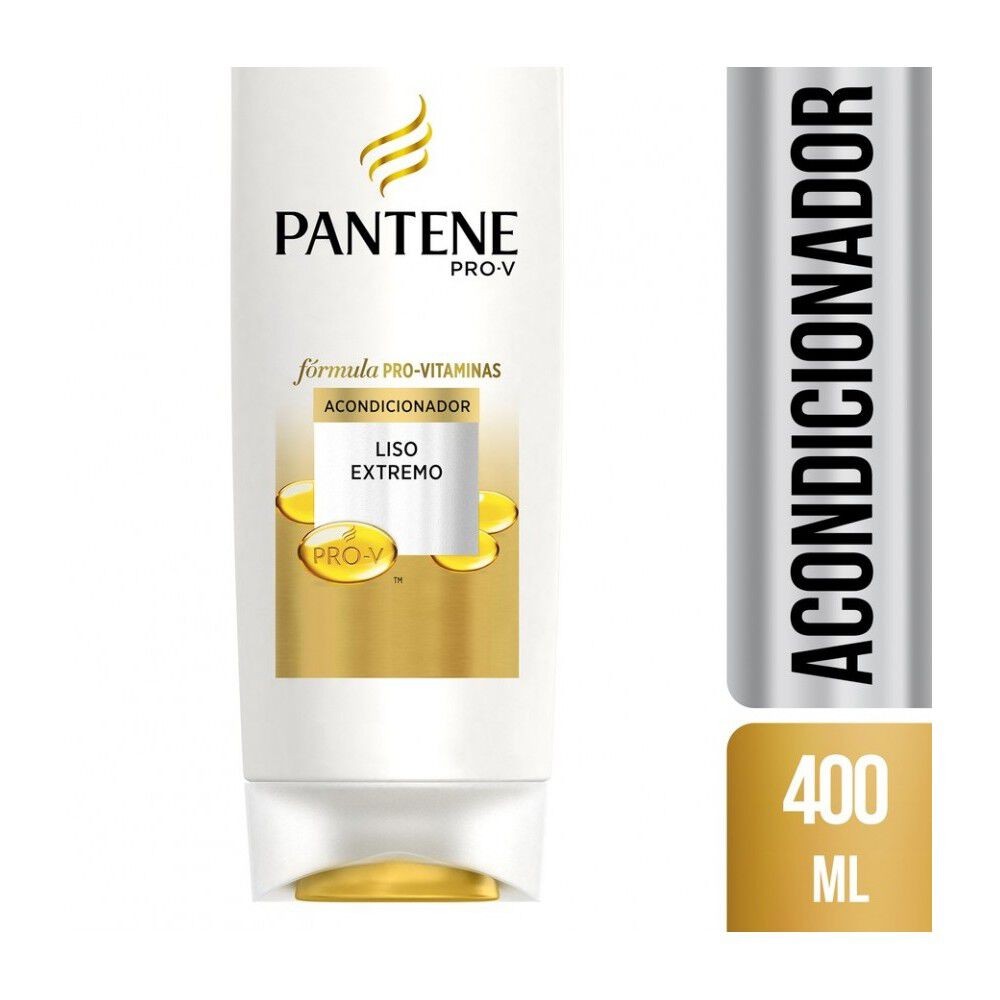 PANTENE
PRO-V
fórmula PRO-VITAMINAS
ACONDICIONADOR
LISO
EXTREMO
PRO-V
TM
ACONDICIONADOR
400
ML